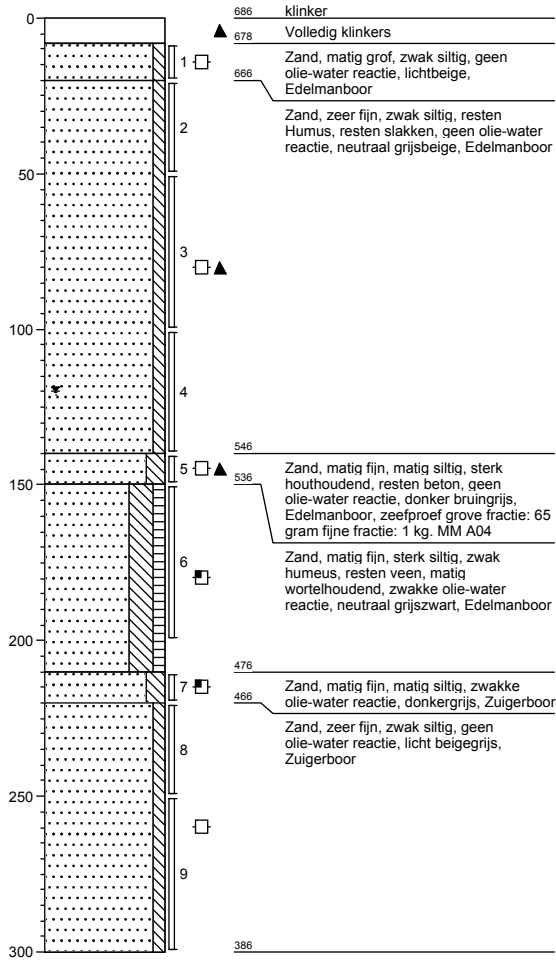 0
50
100
150
200
250
300
1
2
3
4
5
6
7
8
9
686 klinker
678 Volledig klinkers
666 Zand, matig grof, zwak siltig, geen
olie-water reactie, lichtbeige,
Edelmanboor
Zand, zeer fijn, zwak siltig, resten
Humus, resten slakken, geen olie-water
reactie, neutraal grijsbeige, Edelmanboor
546
Zand, matig fijn, matig siltig, sterk
536 houthoudend, resten beton, geen
olie-water reactie, donker bruingrijs,
Edelmanboor, zeefproef grove fractie: 65
gram fijne fractie: 1 kg. MM A04
Zand, matig fijn, sterk siltig, zwak
humeus, resten veen, matig
wortelhoudend, zwakke olie-water
reactie, neutraal grijszwart, Edelmanboor
476
Zand, matig fijn, matig siltig, zwakke
466 olie-water reactie, donkergrijs, Zuigerboor
Zand, zeer fijn, zwak siltig, geen
olie-water reactie, licht beigegrijs,
Zuigerboor
386